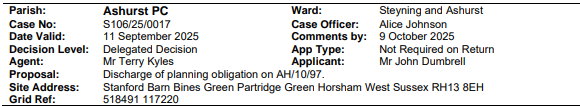 Parish: Ashurst PC Ward: Steyning and Ashurst
Case No: S106/25/0017 Case Officer: Alice Johnson
Date Valid: 11 September 2025 Comments by: 9 October 2025
Decision Level: Delegated Decision App Type: Not Required on Return
Agent: Mr Terry Kyles Applicant: Mr John Dumbrell
Proposal: Discharge of planning obligation on AH/10/97.
Site Address: Stanford Barn Bines Green Partridge Green Horsham West Sussex RH13 8EH
Grid Ref: 518491 117220